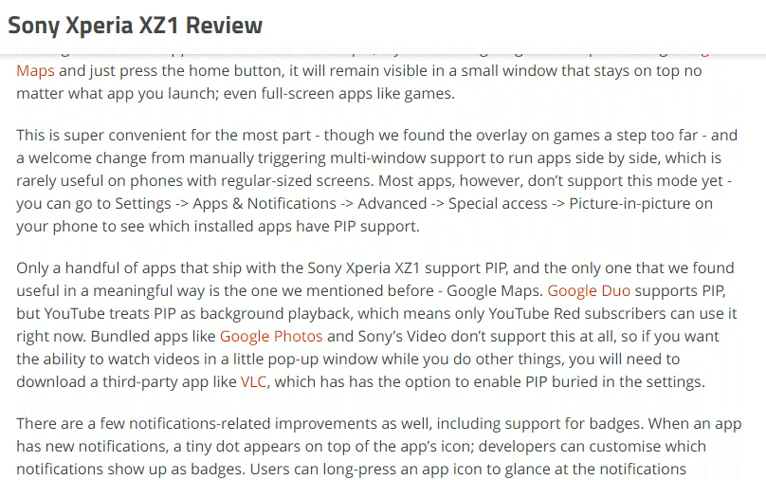 Sony Xperia XZ1 Review
Maps and just press the home button, it will remain visible in a small window that stays on top no
matter what app you launch; even full-screen apps like games.
This is super convenient for the most part - though we found the overlay on games a step too far - and
a welcome change from manually triggering multi-window support to run apps side by side, which is
rarely useful on phones with regular-sized screens. Most apps, however, don’t support this mode yet -
you can go to Settings -> Apps & Notifications -> Advanced -> Special access -> Picture-in-picture on
your phone to see which installed apps have PIP support.
Only a handful of apps that ship with the Sony Xperia XZ1 support PIP, and the only one that we found
useful in a meaningful way is the one we mentioned before - Google Maps. Google Duo supports PIP,
but YouTube treats PIP as background playback, which means only YouTube Red subscribers can use it
right now. Bundled apps like Google Photos and Sony’s Video don’t support this at all, so if you want
the ability to watch videos in a little pop-up window while you do other things, you will need to
download a third-party app like VLC, which has has the option to enable PIP buried in the settings.
There are a few notifications-related improvements as well, including support for badges. When an app
has new notifications, a tiny dot appears on top of the app’s icon; developers can customise which
notifications show up as badges. Users can long-press an app icon to glance at the notifications